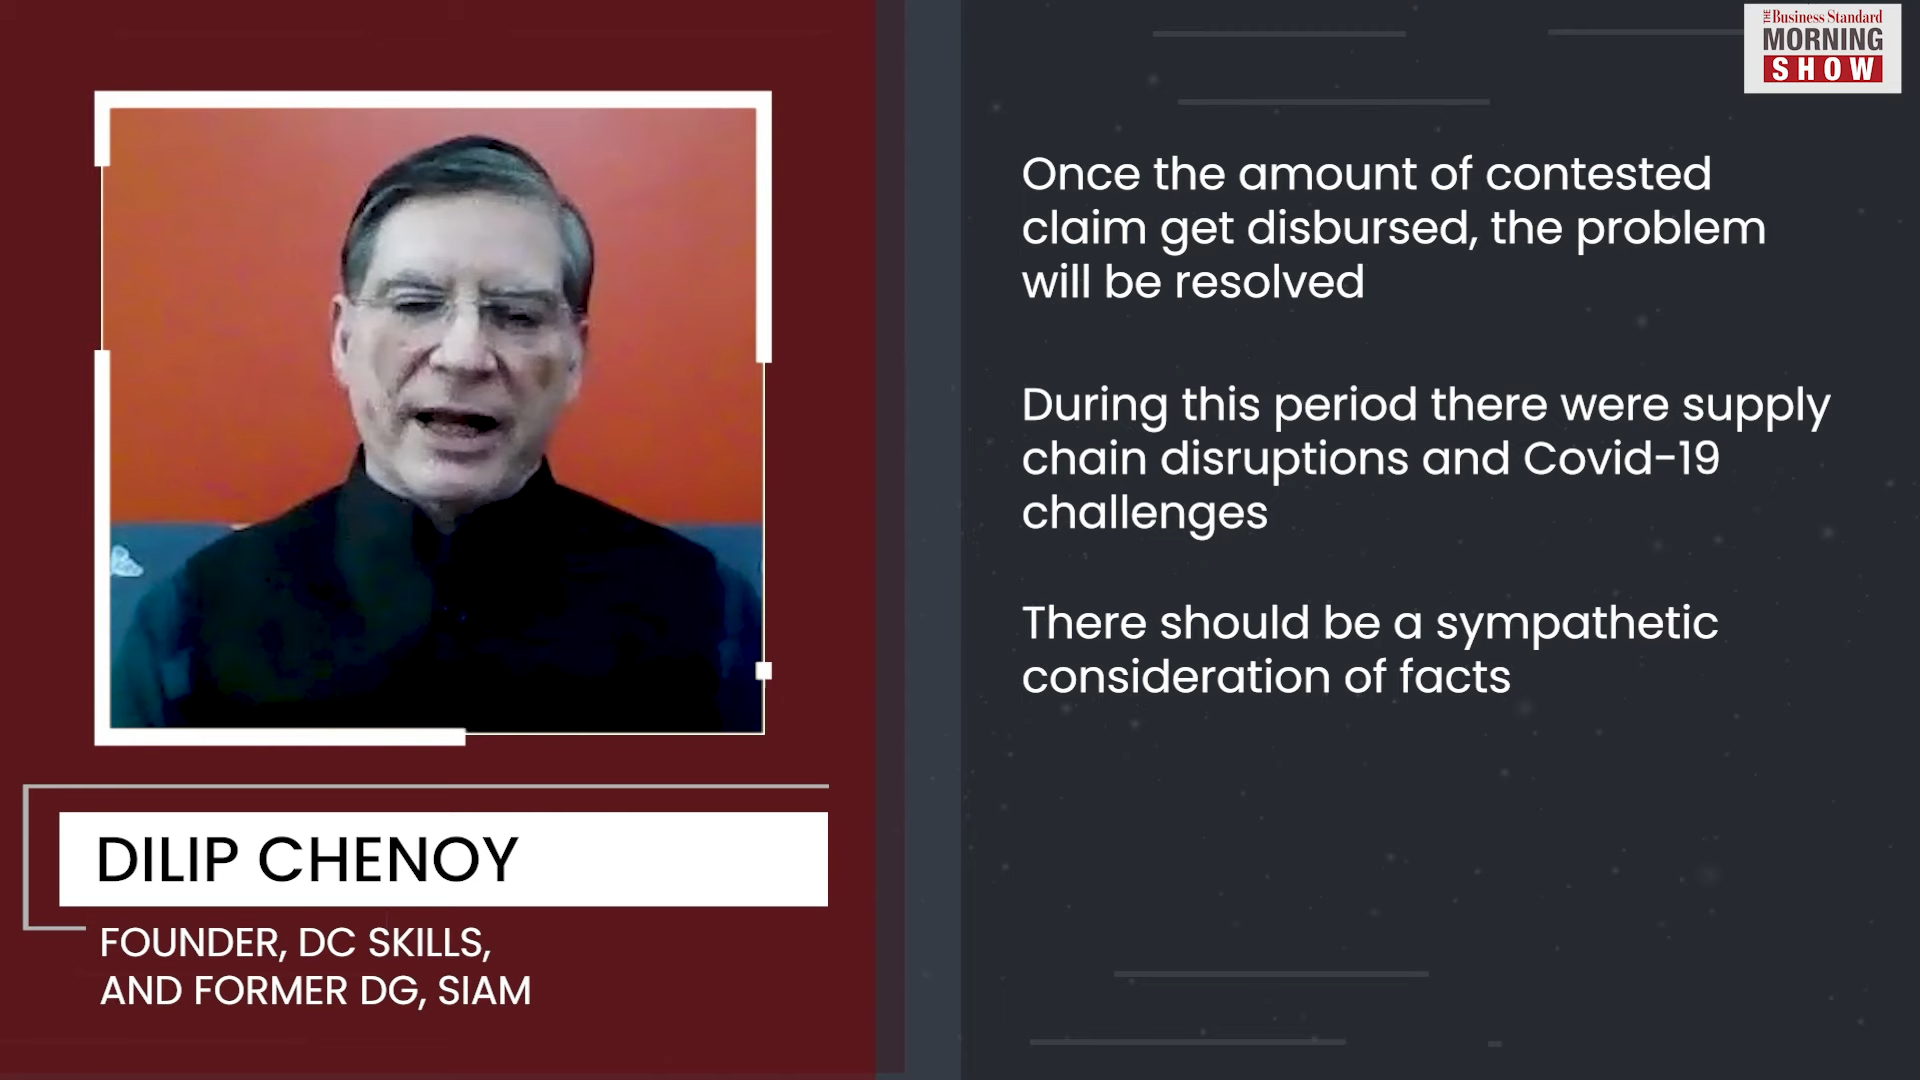 THE Business Standard
MORNING
SHOW
Once the amount of contested
claim get disbursed, the problem
will be resolved
During this period there were supply
chain disruptions and Covid-19
challenges
There should be a sympathetic
consideration of facts
DILIP CHENOY
FOUNDER, DC SKILLS,
AND FORMER DG, SIAM